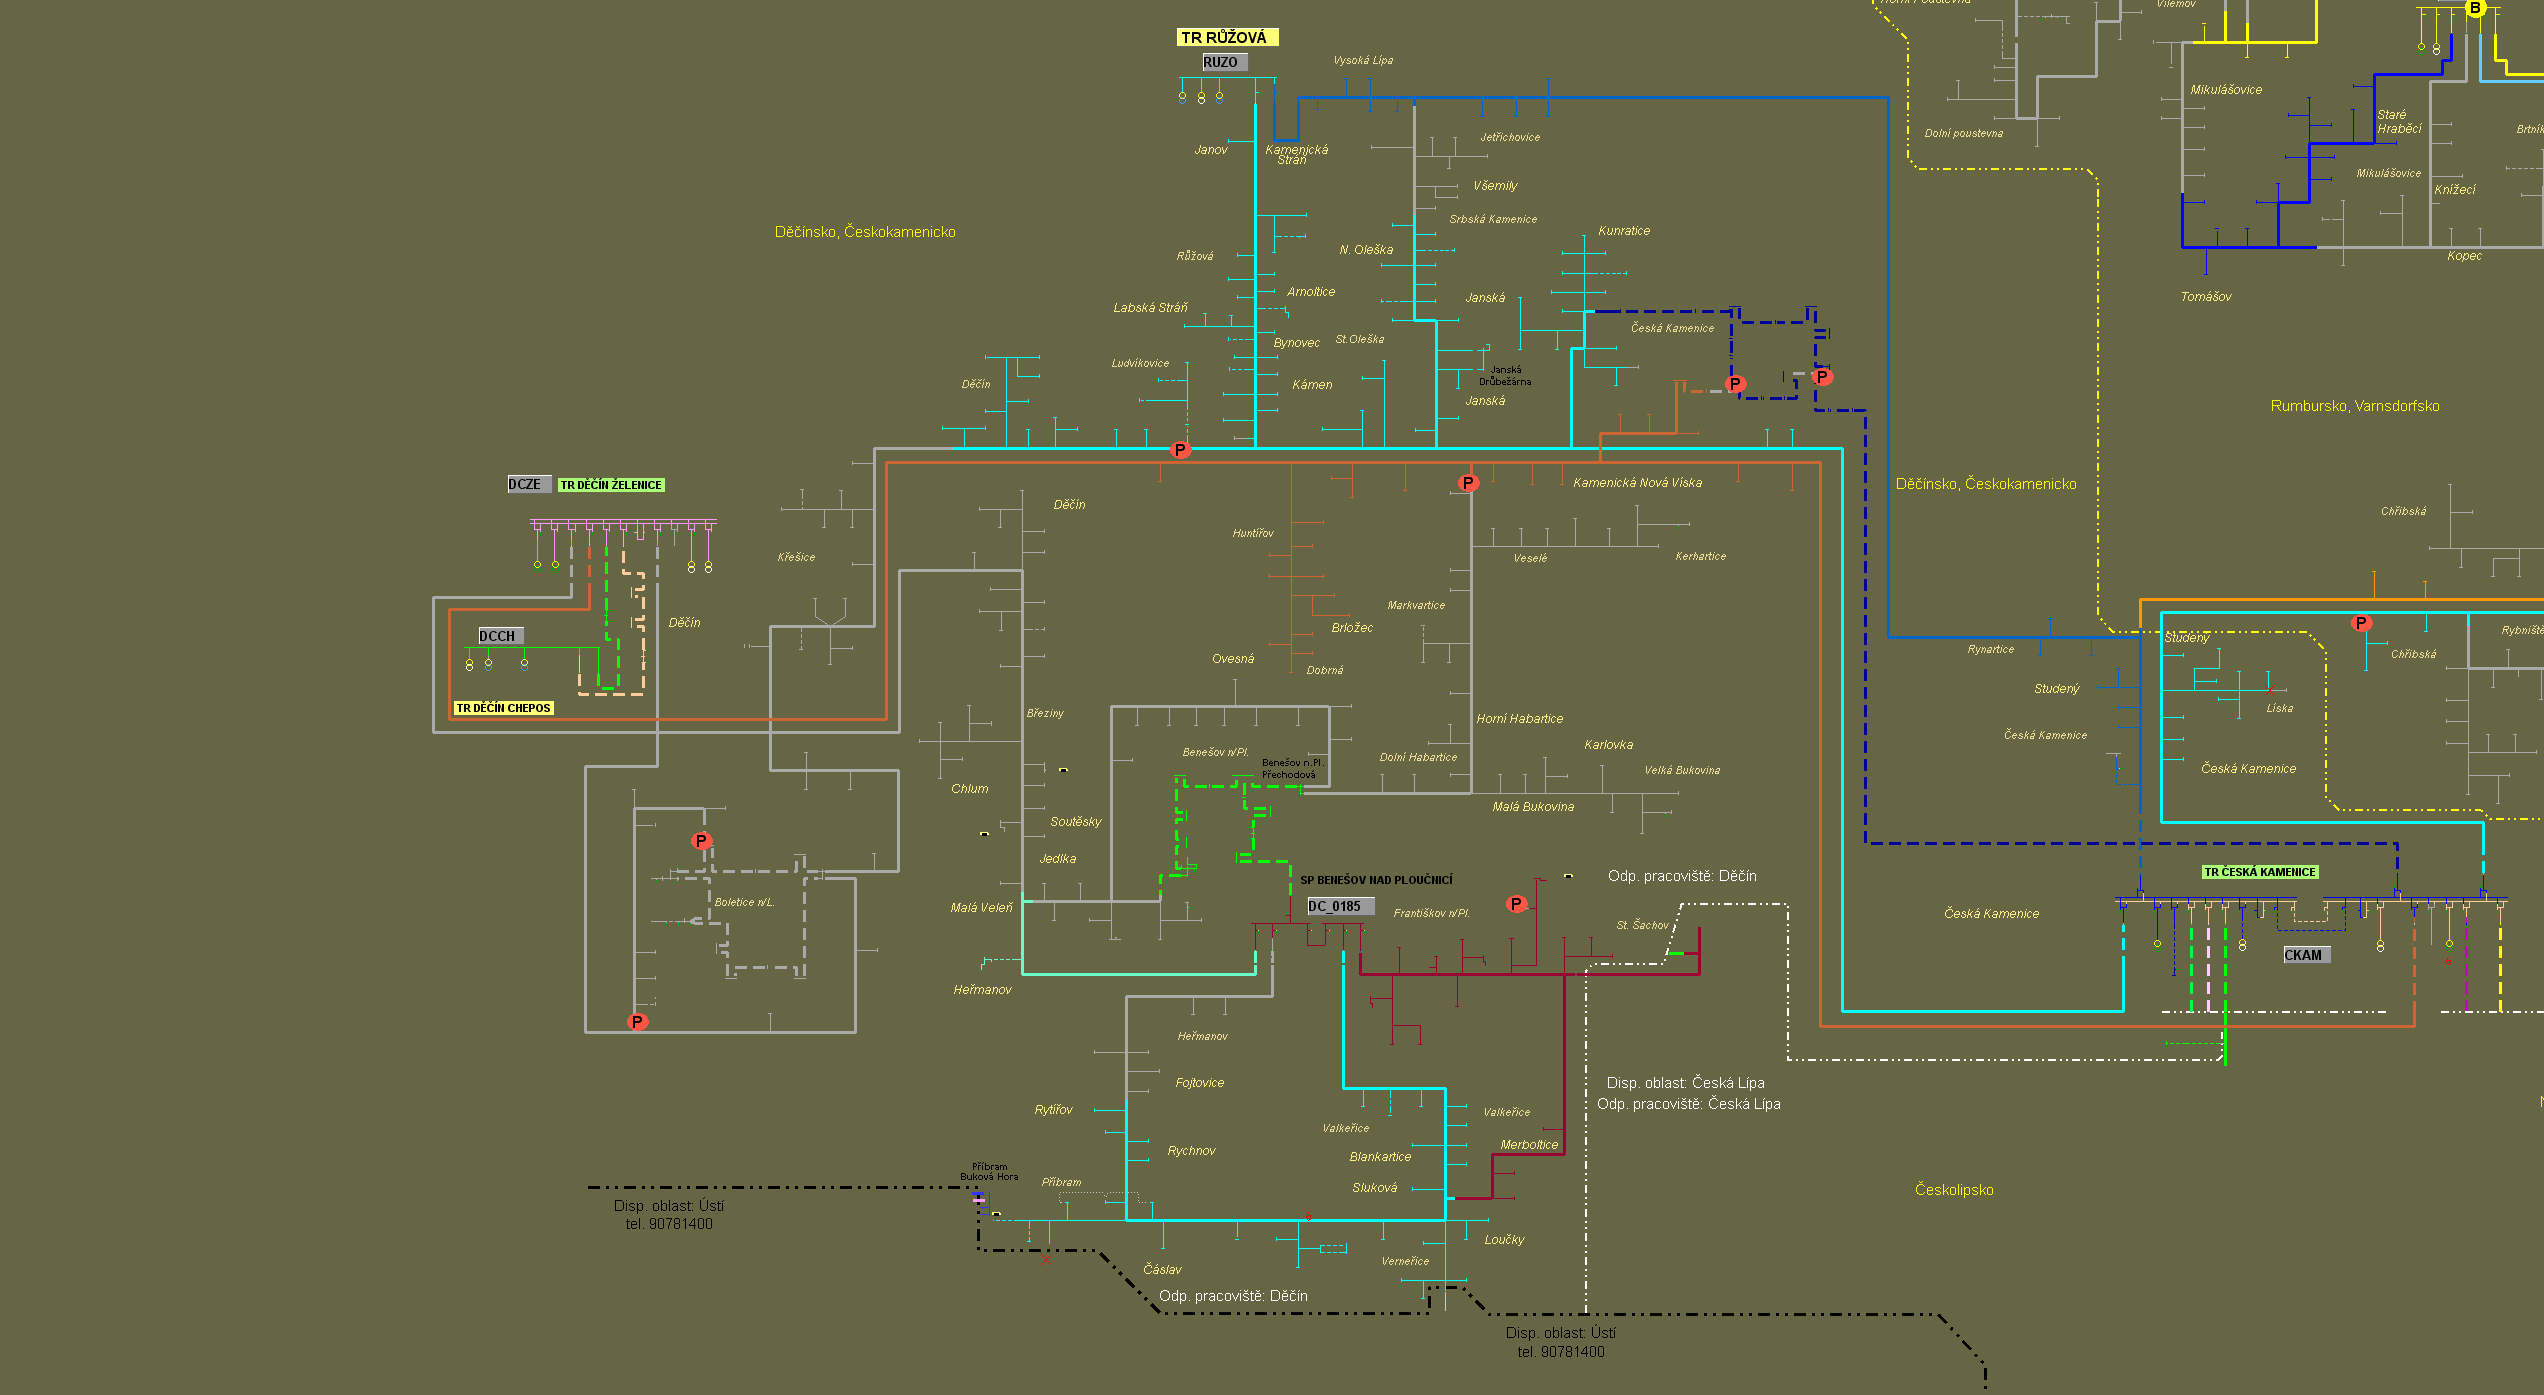 Horní Poustevna
Vilémov
B
TR RŮŽOVÁ
RUZO
Vysoká Lípa
Mikulášovice
Staré
Hraběcí
Dolní poustevna
Jetřichovice
Janov
Kamenická
Stráň
Mikulášovice
Všemily
Knížecí
Srbská Kamenice
Kunratice
Děčínsko, Českokamenicko
N. Oleška
Růžová
Kopec
Arnoltice
Janská
Tomášov
Labská Stráň
Česká Kamenice
Bynovec
St.Oleška
Ludvíkovice
Janská
Drůbežárna
Děčín
Kámen
P
P
Janská
Rumbursko, Varnsdorfsko
P
DCZE
TR DĚČÍN ŽELENICE
P
Kamenická Nová Víska
Děčínsko, Českokamenicko
Děčín
Chřibská
Huntířov
Křešice
Veselé
Kerhartice
Markvartice
Děčín
Brložec
P
DCCH
Studený
Rybniště
Rynartice
Chřibská
Ovesná
Dobrná
Studený
TR DĚČÍN CHEPOS
Líska
Březiny
Horní Habartice
Česká Kamenice
Benešov n/Pl.
Dolní Habartice
Karlovka
Benešov n.Pl.
Přechodová
Velká Bukovina
Česká Kamenice
Chlum
Malá Bukovina
Soutěsky
P
Jedlka
TR ČESKÁ KAMENICE
SP BENEŠOV NAD PLOUČNICÍ
Odp. pracoviště: Děčín
Boletice n/L.
Malá Veleň
DC_0185
P
Františkov n/Pl.
Česká Kamenice
St. Šachov
CKAM
Heřmanov
P
Heřmanov
Fojtovice
Disp. oblast: Česká Lípa
Odp. pracoviště: Česká Lípa
Rytířov
Valkeřice
Valkeřice
Merboltice
Rychnov
Blankartice
Příbram
Buková Hora
Příbram
Sluková
Českolipsko
Disp. oblast: Ústí
tel. 90781400
Loučky
Verneřice
Čáslav
Odp. pracoviště: Děčín
Disp. oblast: Ústí
tel. 90781400